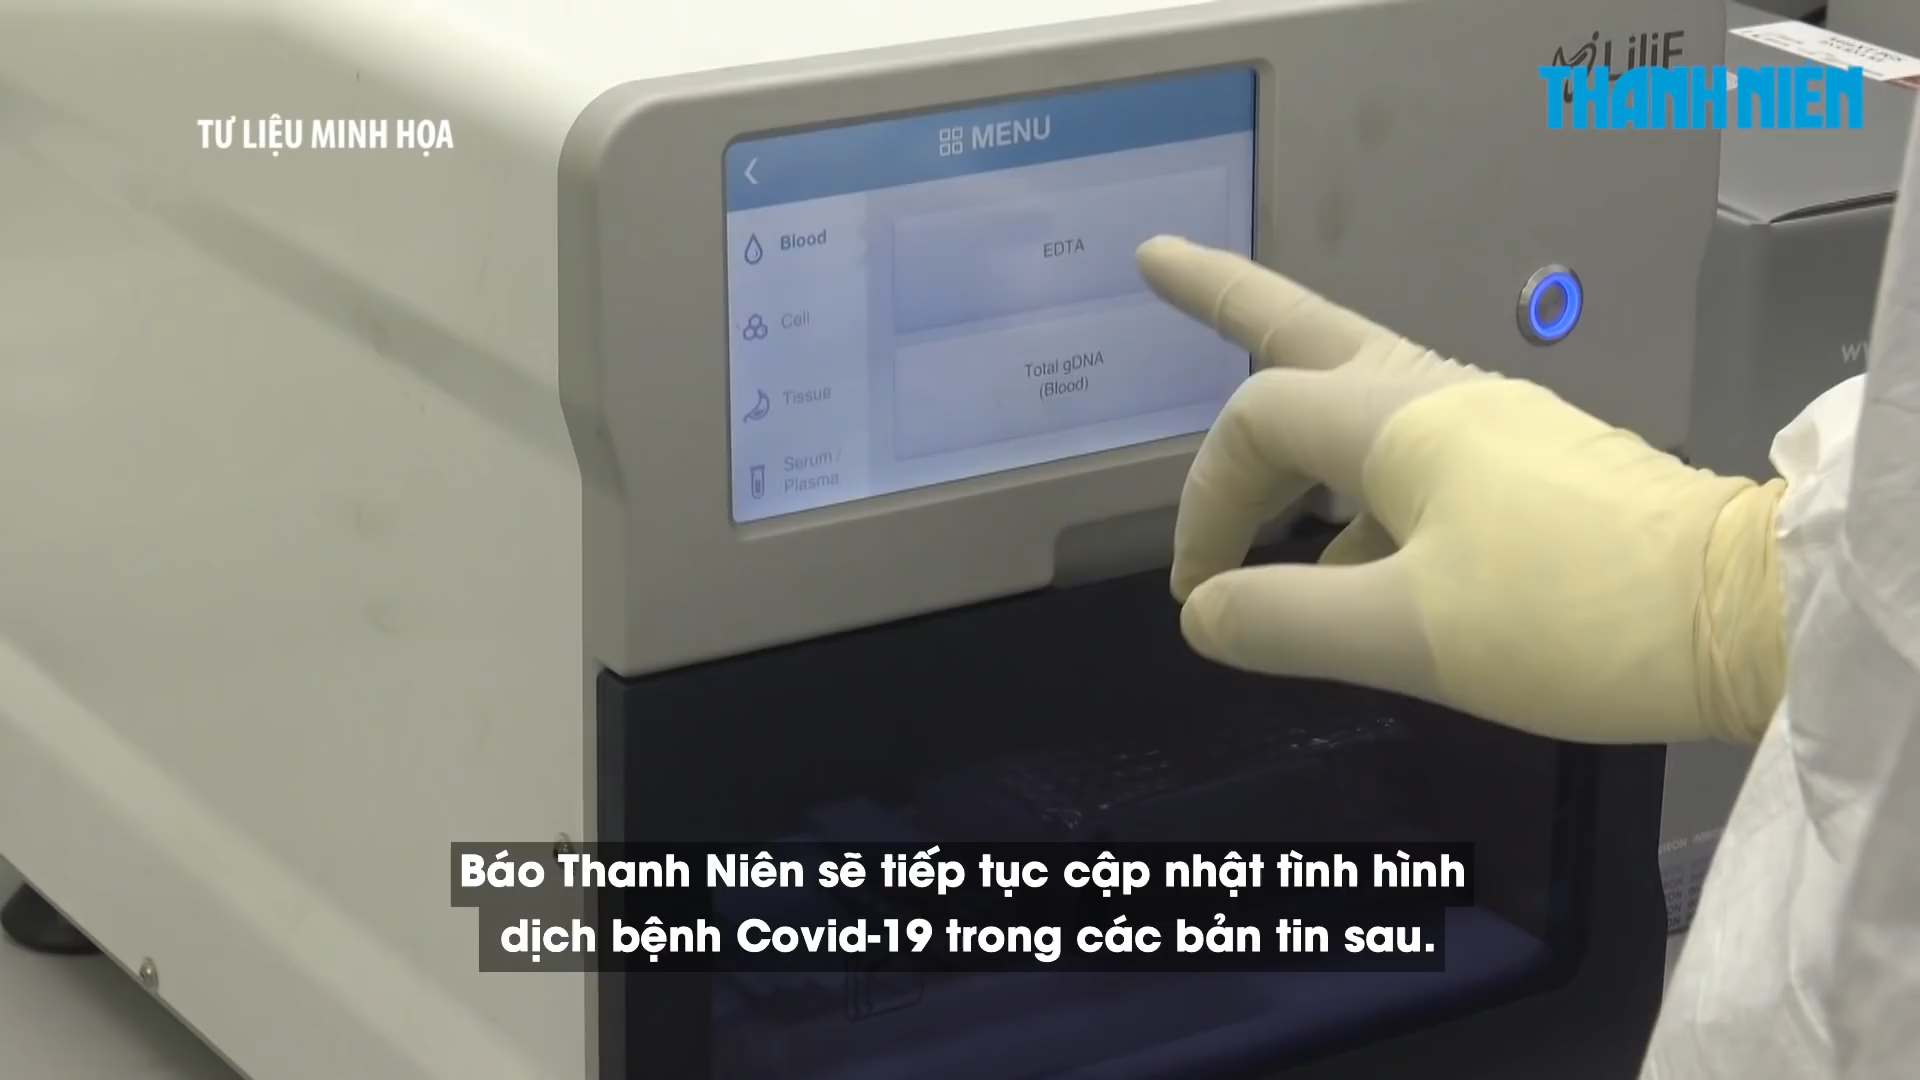 LiliF
THANH NIEN
TƯ LIỆU MINH HỌA
MENU
Blood
EDTA
Cell
Total gDNA
(Blood)
Tissue
Serum /
Plasma
Báo Thanh Niên sẽ tiếp tục cập nhật tình hình
dịch bệnh Covid-19 trong các bản tin sau.